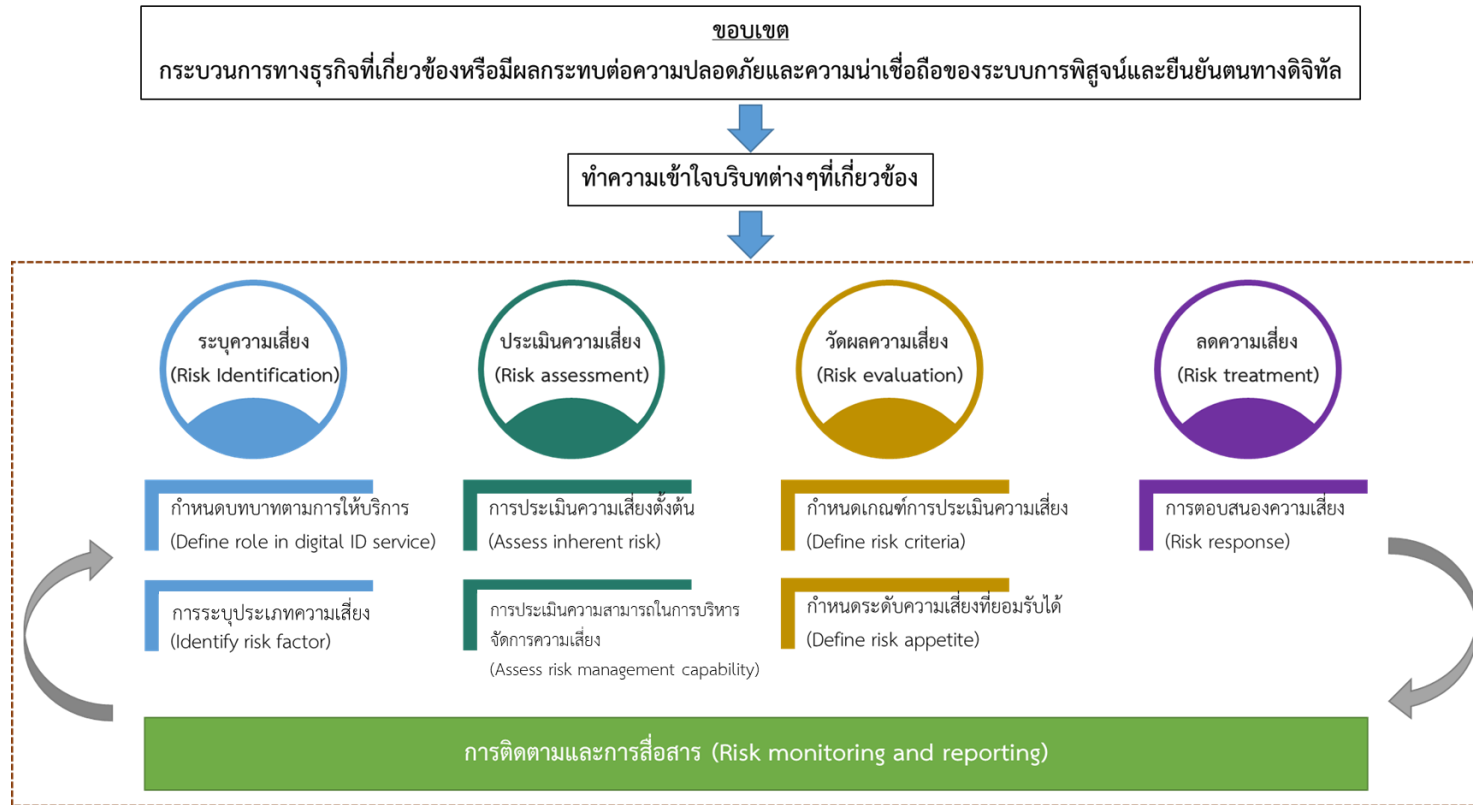 ขอบเขต
กระบวนการทางธุรกิจที่เกี่ยวข้องหรือมีผลกระทบต่อความปลอดภัยและความน่าเชื่อถือของระบบการพิสูจน์และยืนยันตนทางดิจิทัล
ทำความเข้าใจบริบทต่างๆที่เกี่ยวข้อง
ระบุความเสี่ยง
(Risk Identification)
ประเมินความเสี่ยง
(Risk assessment)
วัดผลความเสี่ยง
(Risk evaluation)
ลดความเสี่ยง
(Risk treatment)
กำหนดบทบาทตามการให้บริการ
(Define role in digital ID service)
การระบุประเภทความเสี่ยง
(Identify risk factor)
การประเมินความเสี่ยงตั้งต้น
(Assess inherent risk)
การประเมินความสามารถในการบริหาร
จัดการความเสี่ยง
(Assess risk management capability)
กำหนดเกณฑ์การประเมินความเสี่ยง
(Define risk criteria)
กำหนดระดับความเสี่ยงที่ยอมรับได้
(Define risk appetite)
การตอบสนองความเสี่ยง
(Risk response)
การติดตามและการสื่อสาร (Risk monitoring and reporting)